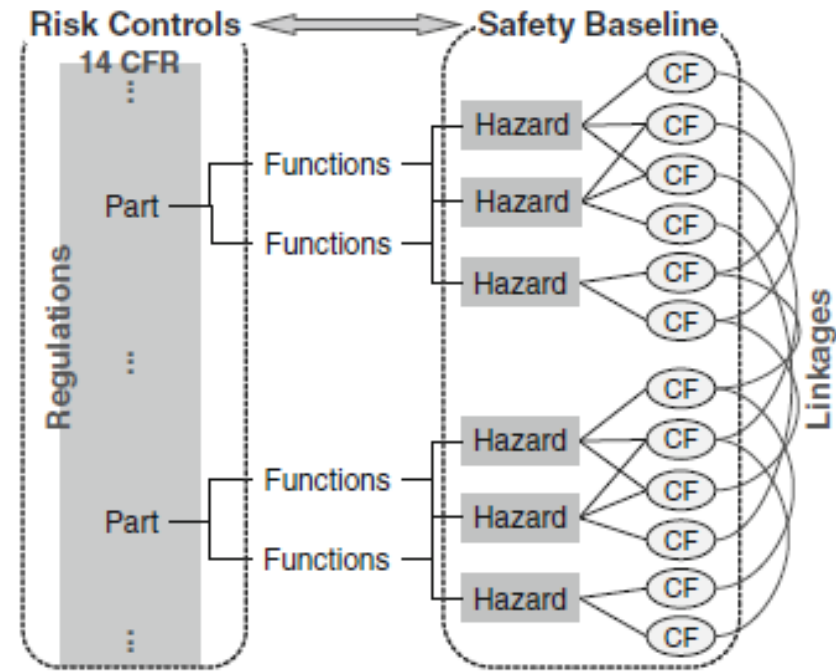 Risk Controls
Safety Baseline
14 CFR
⋮
Regulations
Part
Functions
Functions
Hazard
Hazard
Hazard
CF
CF
CF
CF
CF
CF
⋮
Part
Functions
Functions
Hazard
Hazard
Hazard
CF
CF
CF
CF
CF
CF
⋮
Linkages